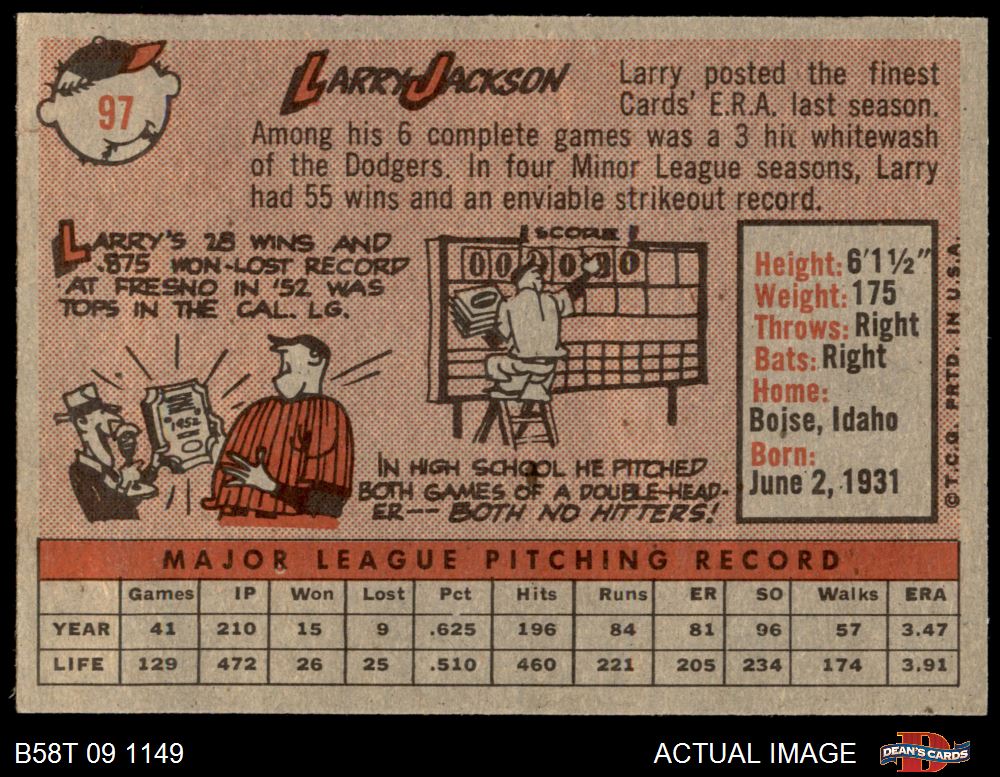 97
LARRY JACKSON
Larry posted the finest
Cards' E.R.A. last season.
Among his 6 complete games was a 3 hit whitewash
of the Dodgers. In four Minor League seasons, Larry
had 55 wins and an enviable strikeout record.
LARRY'S 28 WINS AND
.875 WON-LOST RECORD
AT FRESNO IN '52 WAS
TOPS IN THE CAL. LG.
1952
SCORE
IN HIGH SCHOOL HE PITCHED
BOTH GAMES OF A DOUBLE-HEAD-
ER-- BOTH NO HITTERS!
Height: 6'1½"
Weight: 175
Throws: Right
Bats: Right
Home:
Boise, Idaho
Born:
June 2, 1931
© T.C.G. PRTD. IN U.S.A.
MAJOR LEAGUE PITCHING RECORD
Games IP Won Lost Pct Hits Runs ER SO Walks ERA
YEAR 41 210 15 9 .625 196 84 81 96 57 3.47
LIFE 129 472 26 25 .510 460 221 205 234 174 3.91
B58T 09 1149
ACTUAL IMAGE
DEAN'S CARDS